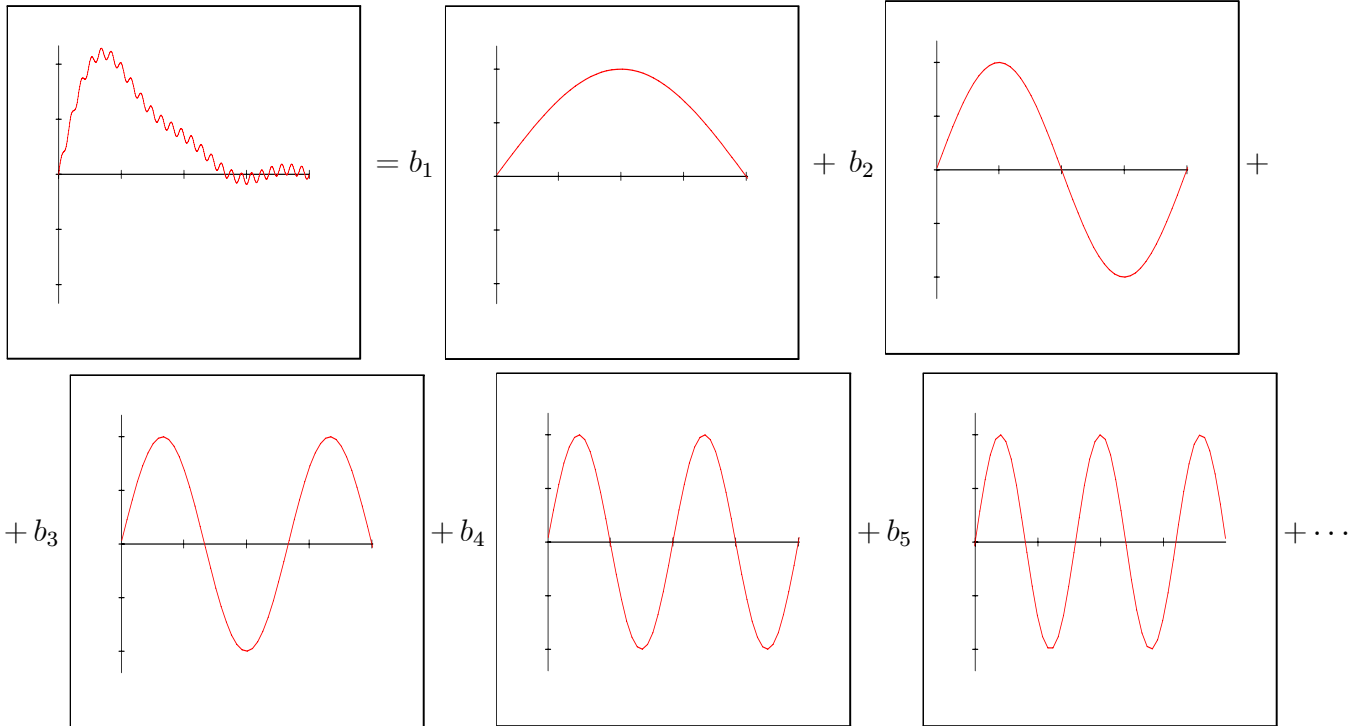 = b₁ + b₂ +
+ b₃ + b₄ + b₅ + ⋯